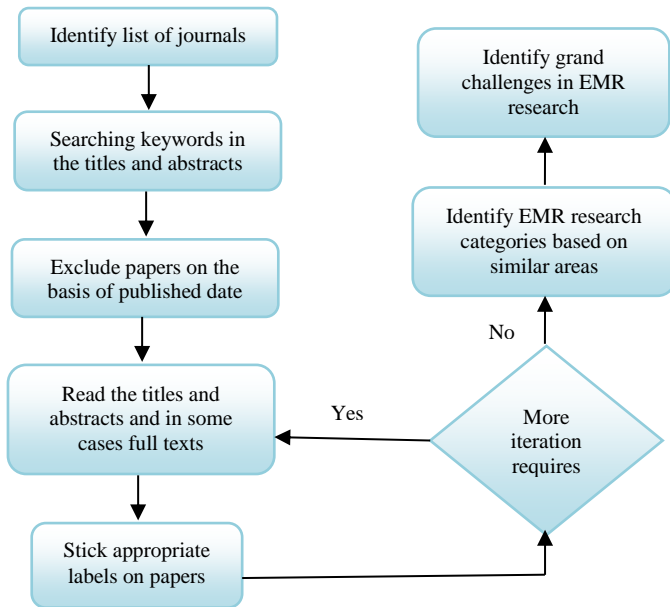 Identify list of journals
Searching keywords in
the titles and abstracts
Exclude papers on the
basis of published date
Read the titles and
abstracts and in some
cases full texts
Stick appropriate
labels on papers
More
iteration
requires
Yes
No
Identify EMR research
categories based on
similar areas
Identify grand
challenges in EMR
research